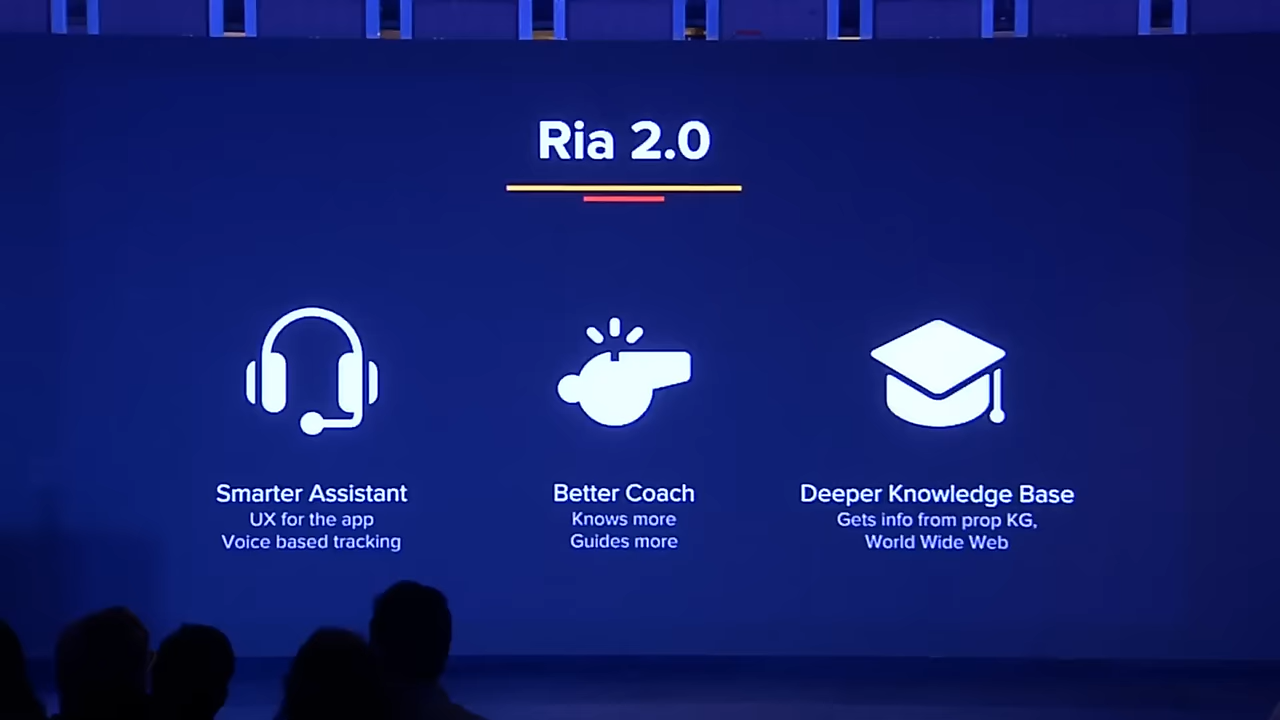 Ria 2.0
Smarter Assistant
UX for the app
Voice based tracking
Better Coach
Knows more
Guides more
Deeper Knowledge Base
Gets info from prop KG,
World Wide Web